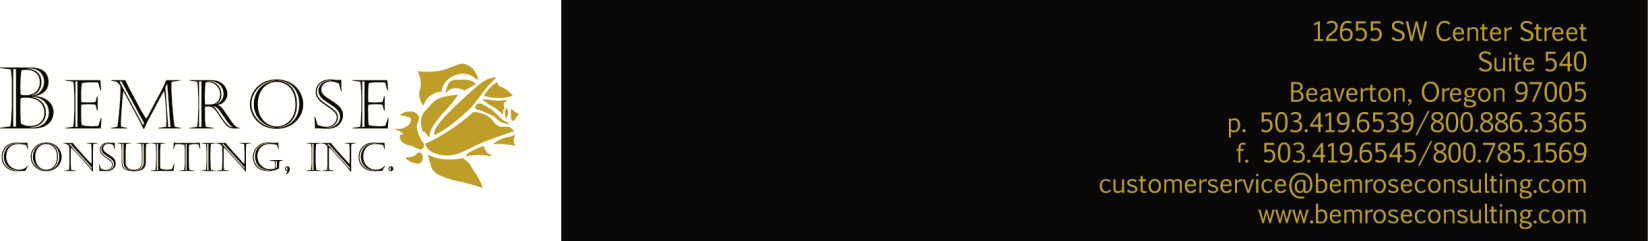 BEMROSE
CONSULTING, INC.
12655 SW Center Street
Suite 540
Beaverton, Oregon 97005
p. 503.419.6539/800.886.3365
f. 503.419.6545/800.785.1569
customerservice@bemroseconsulting.com
www.bemroseconsulting.com